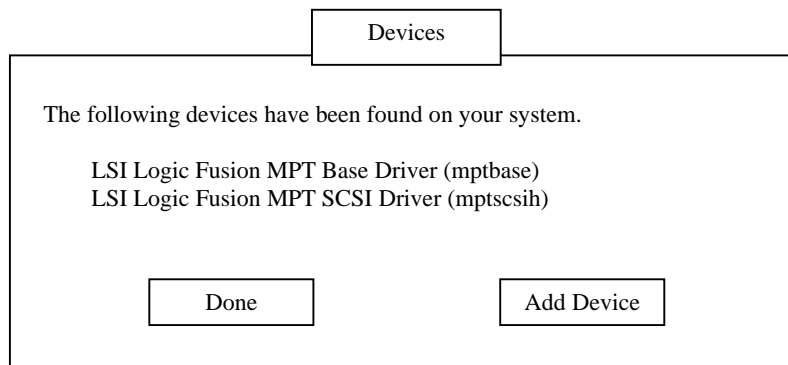 Devices
The following devices have been found on your system.
LSI Logic Fusion MPT Base Driver (mptbase)
LSI Logic Fusion MPT SCSI Driver (mptscsih)
Done
Add Device